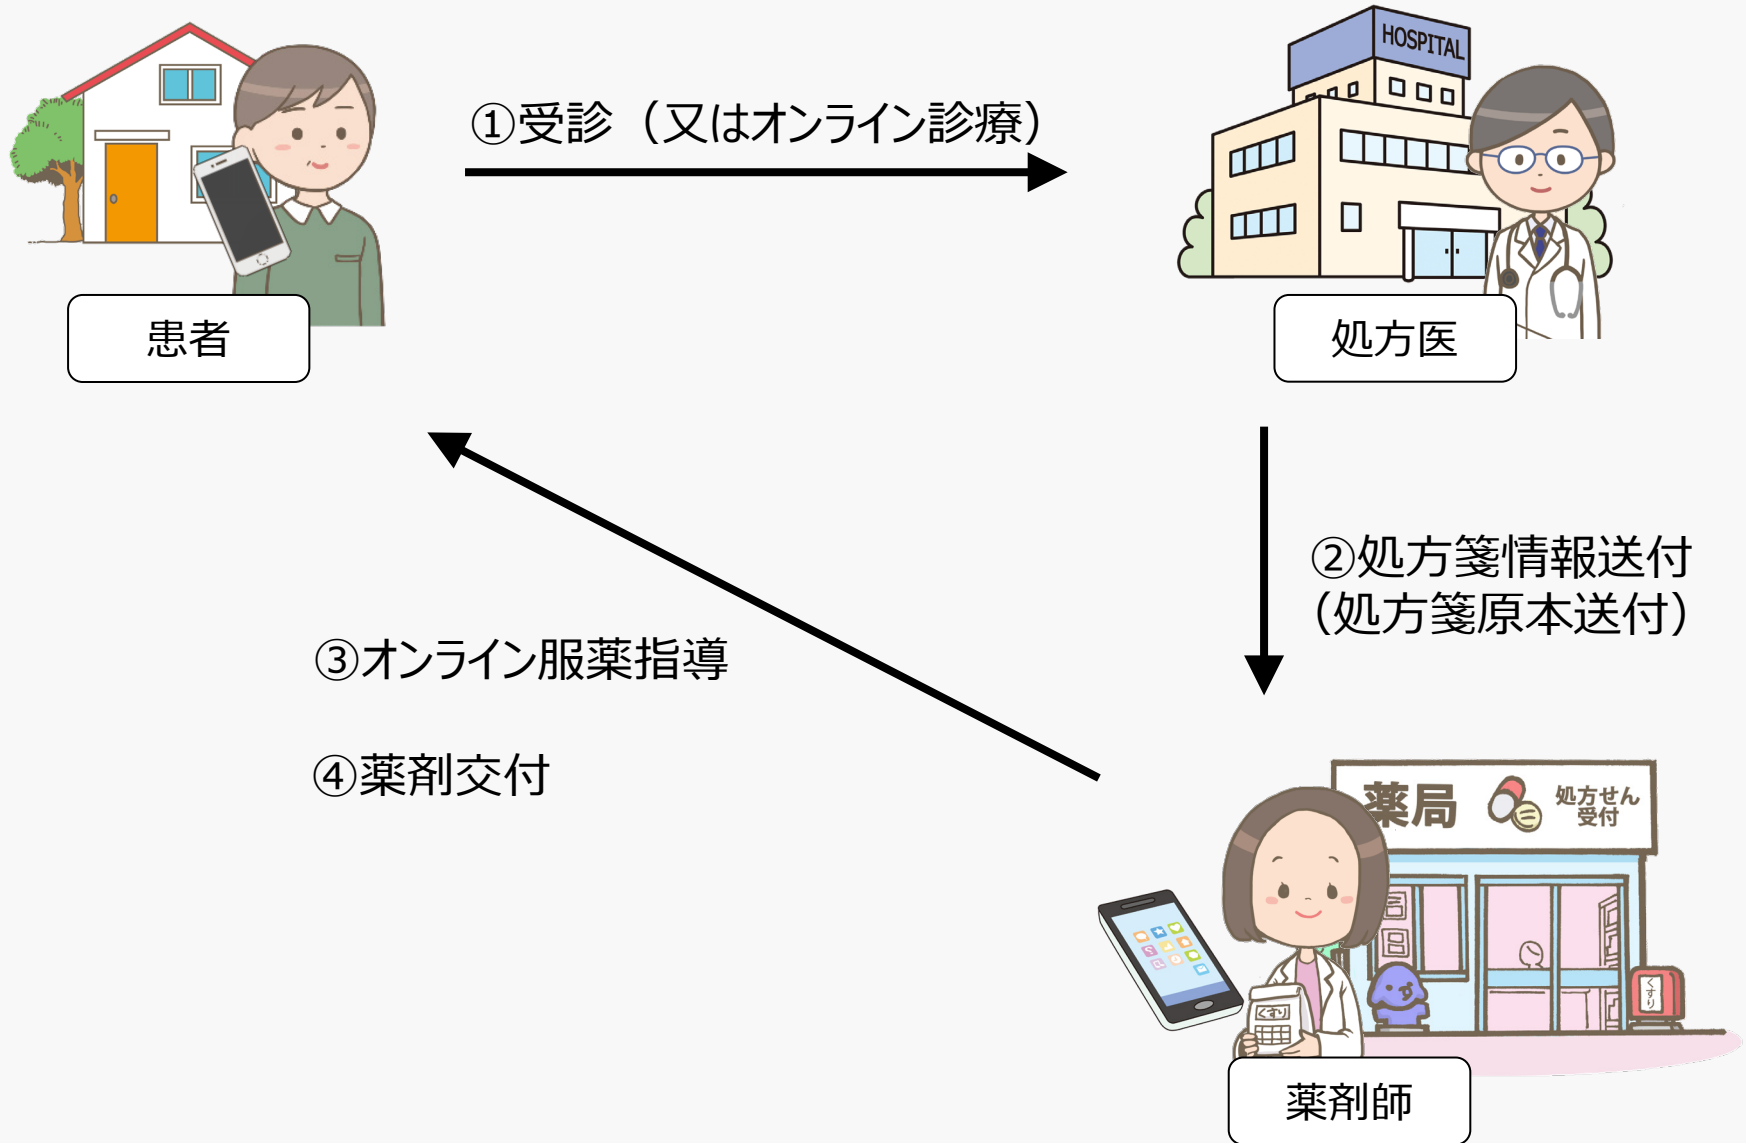 HOSPITAL
①受診（又はオンライン診療）
患者
処方医
②処方箋情報送付
（処方箋原本送付）
③オンライン服薬指導
④薬剤交付
薬局
処方せん
受付
くすり
くすり
薬剤師